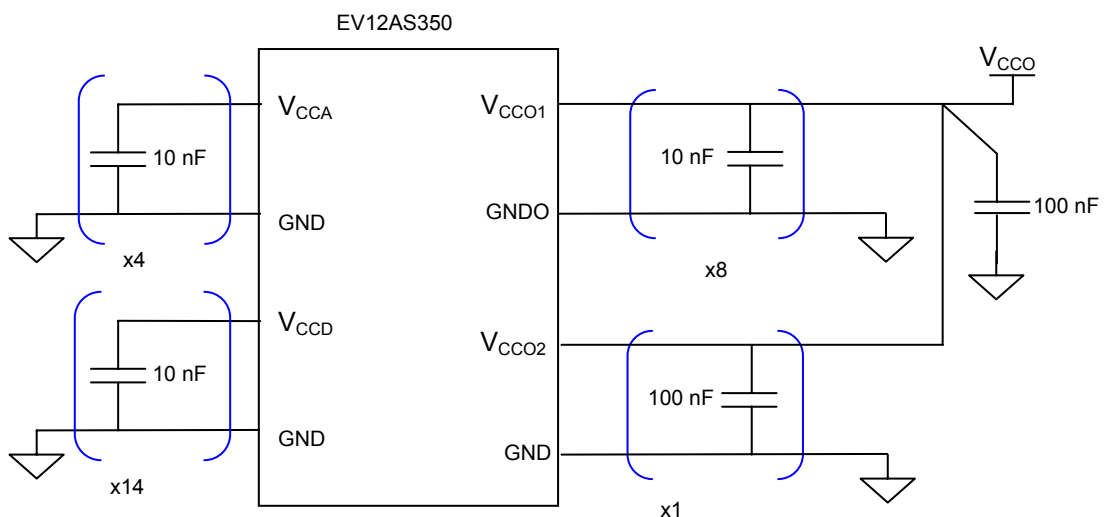 EV12AS350
VCCO
VCCA
VCCO1
10 nF
10 nF
100 nF
GND
GNDO
x4
x8
VCCD
VCCO2
10 nF
100 nF
GND
GND
x14
x1